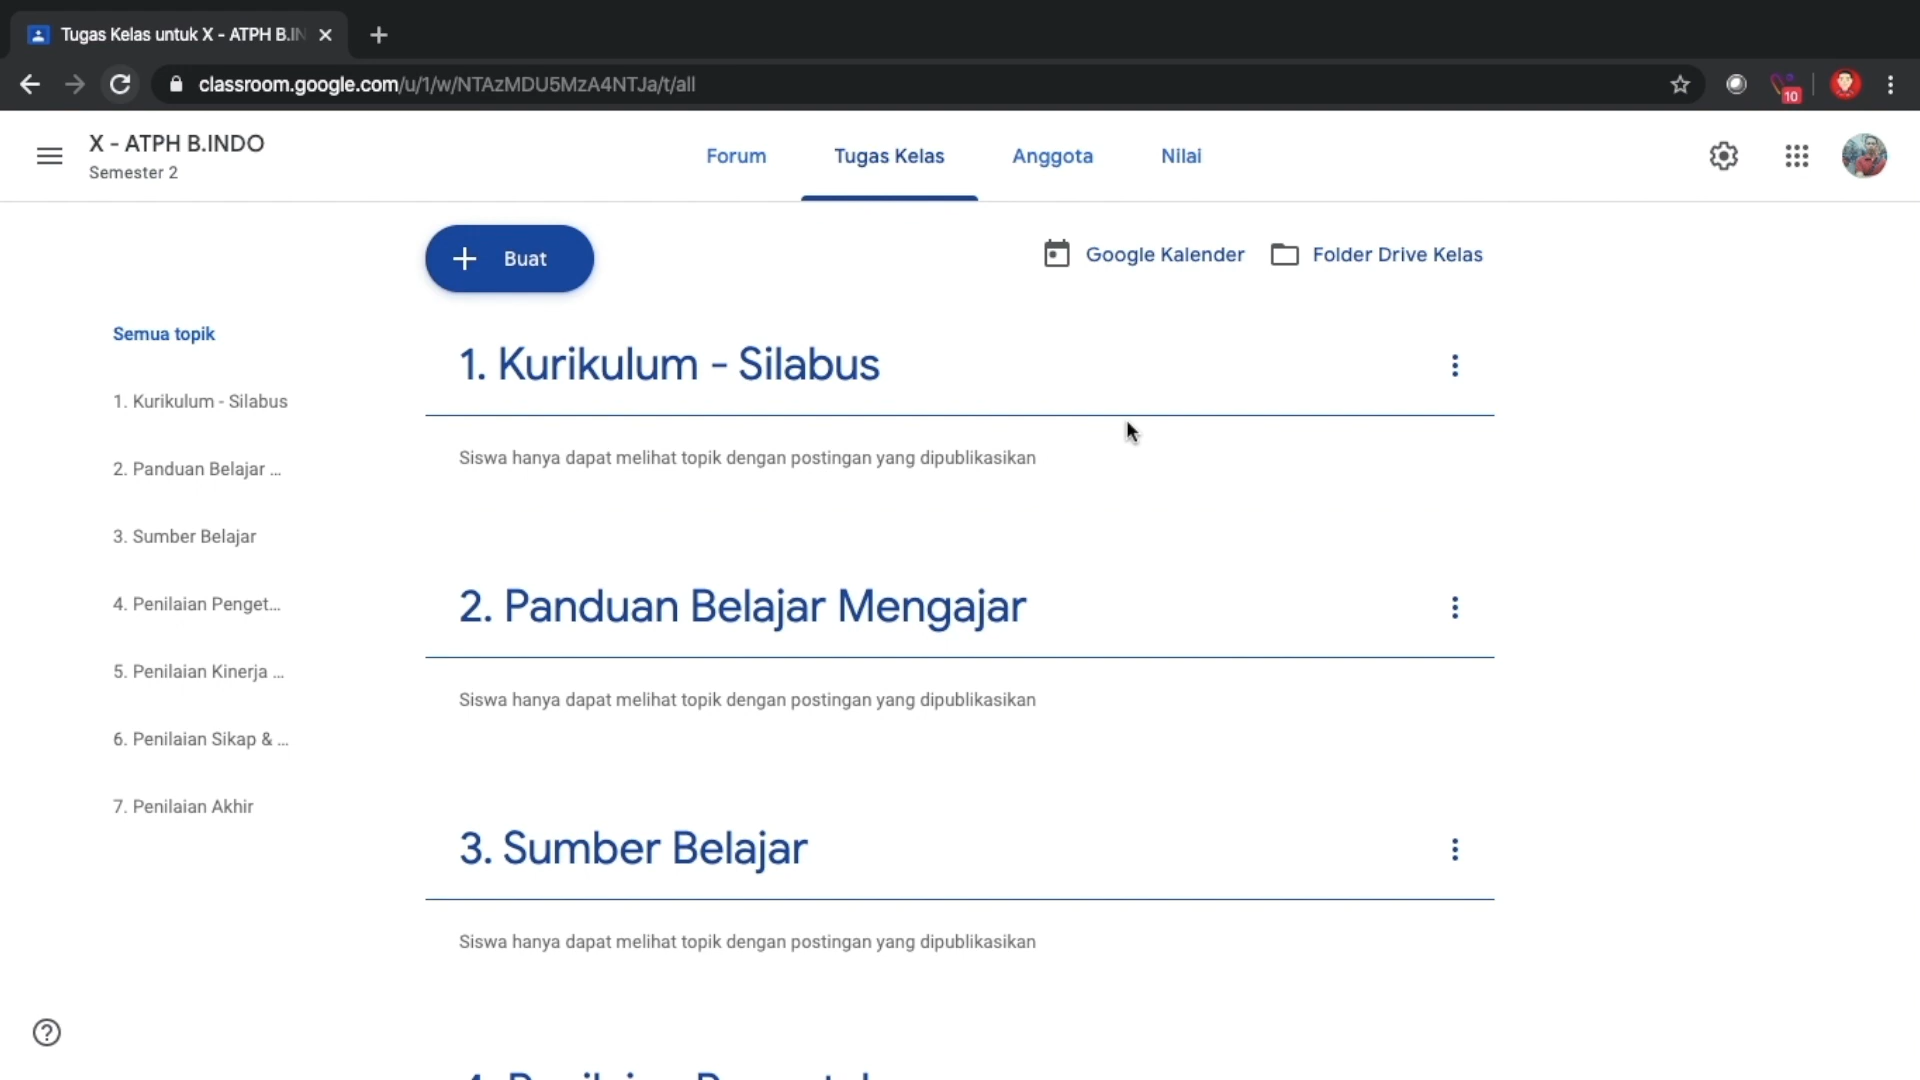 Tugas Kelas untuk X - ATPH B.IN
classroom.google.com/u/1/w/NTAzMDU5MzA4NTJa/t/all
10
X - ATPH B.INDO
Semester 2
Forum
Tugas Kelas
Anggota
Nilai
Buat
Google Kalender
Folder Drive Kelas
Semua topik
1. Kurikulum - Silabus
2. Panduan Belajar ...
3. Sumber Belajar
4. Penilaian Penget...
5. Penilaian Kinerja ...
6. Penilaian Sikap & ...
7. Penilaian Akhir
1. Kurikulum - Silabus
Siswa hanya dapat melihat topik dengan postingan yang dipublikasikan
2. Panduan Belajar Mengajar
Siswa hanya dapat melihat topik dengan postingan yang dipublikasikan
3. Sumber Belajar
Siswa hanya dapat melihat topik dengan postingan yang dipublikasikan